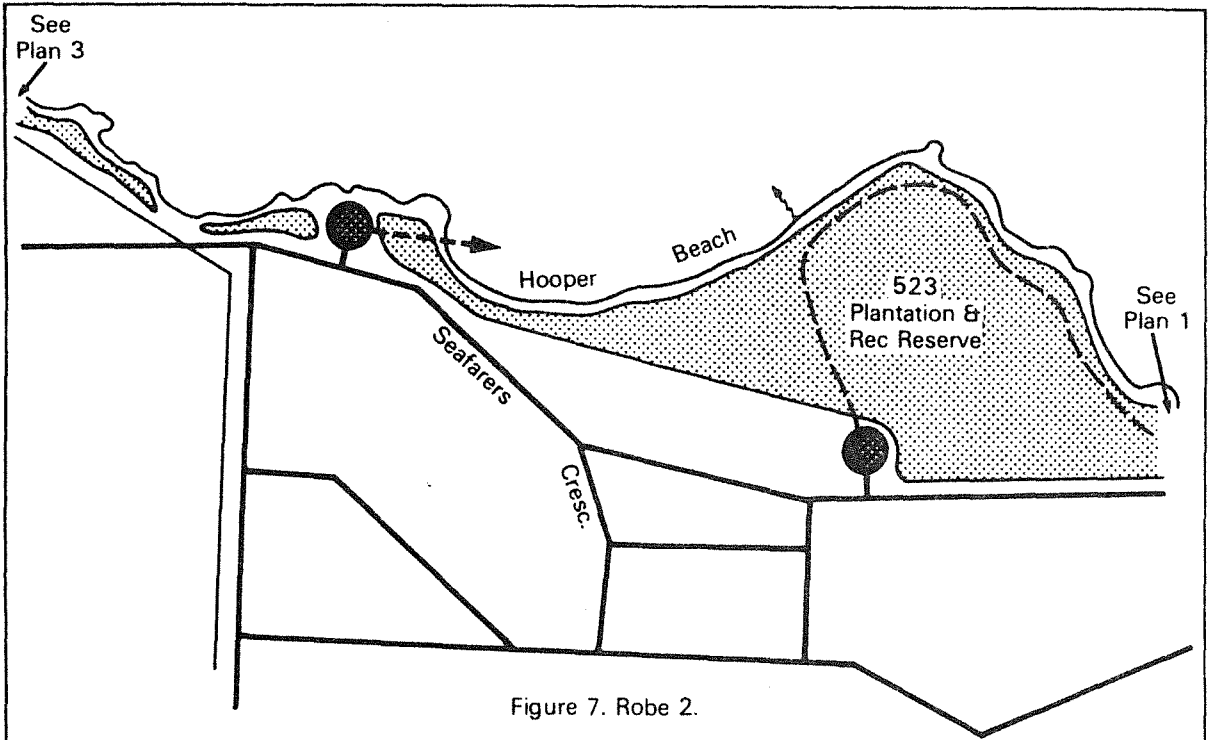 See
Plan 3
Hooper
Beach
523
Plantation &
Rec Reserve
See
Plan 1
Seafarers
Cresc.
Figure 7. Robe 2.